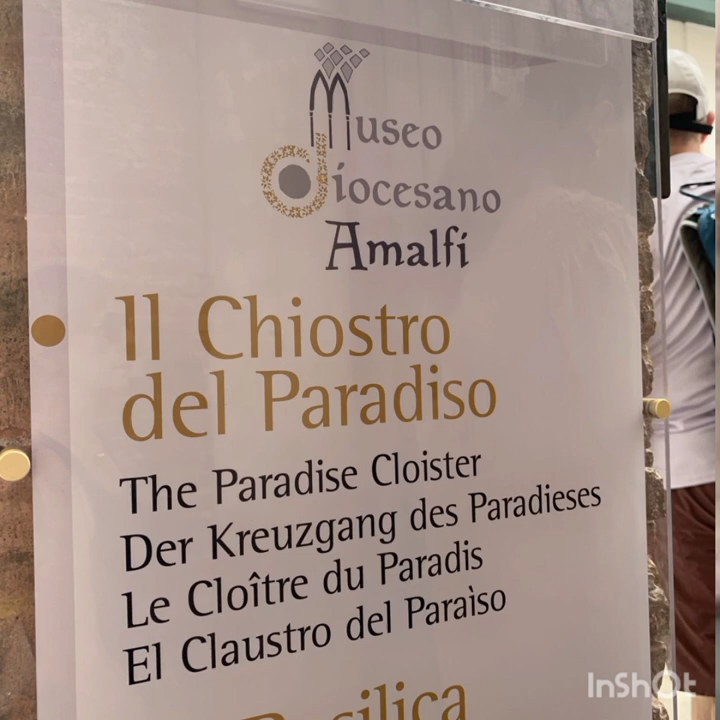 Museo
diocesano
Amalfi
Il Chiostro
del Paradiso
The Paradise Cloister
Der Kreuzgang des Paradieses
Le Cloître du Paradis
El Claustro del Paraìso
Basilica
InShOt